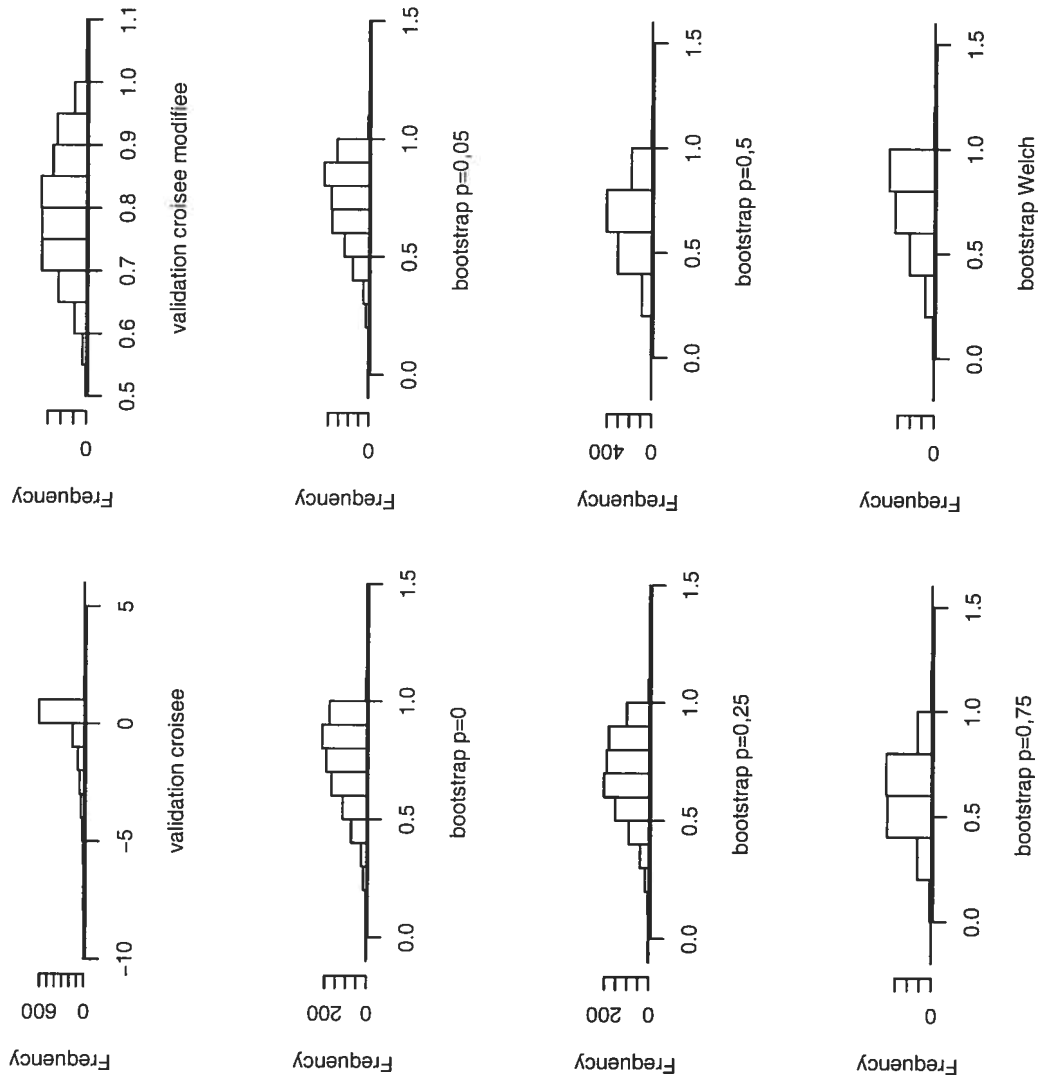 Frequency
0 600
−10 −5 0 5
validation croisee
Frequency
0
0.5 0.6 0.7 0.8 0.9 1.0 1.1
validation croisee modifiee
Frequency
0 200
0.0 0.5 1.0 1.5
bootstrap p=0
Frequency
0
0.0 0.5 1.0 1.5
bootstrap p=0,05
Frequency
0 200
0.0 0.5 1.0 1.5
bootstrap p=0,25
Frequency
0 400
0.0 0.5 1.0 1.5
bootstrap p=0,5
Frequency
0
0.0 0.5 1.0 1.5
bootstrap p=0,75
Frequency
0
0.0 0.5 1.0 1.5
bootstrap Welch